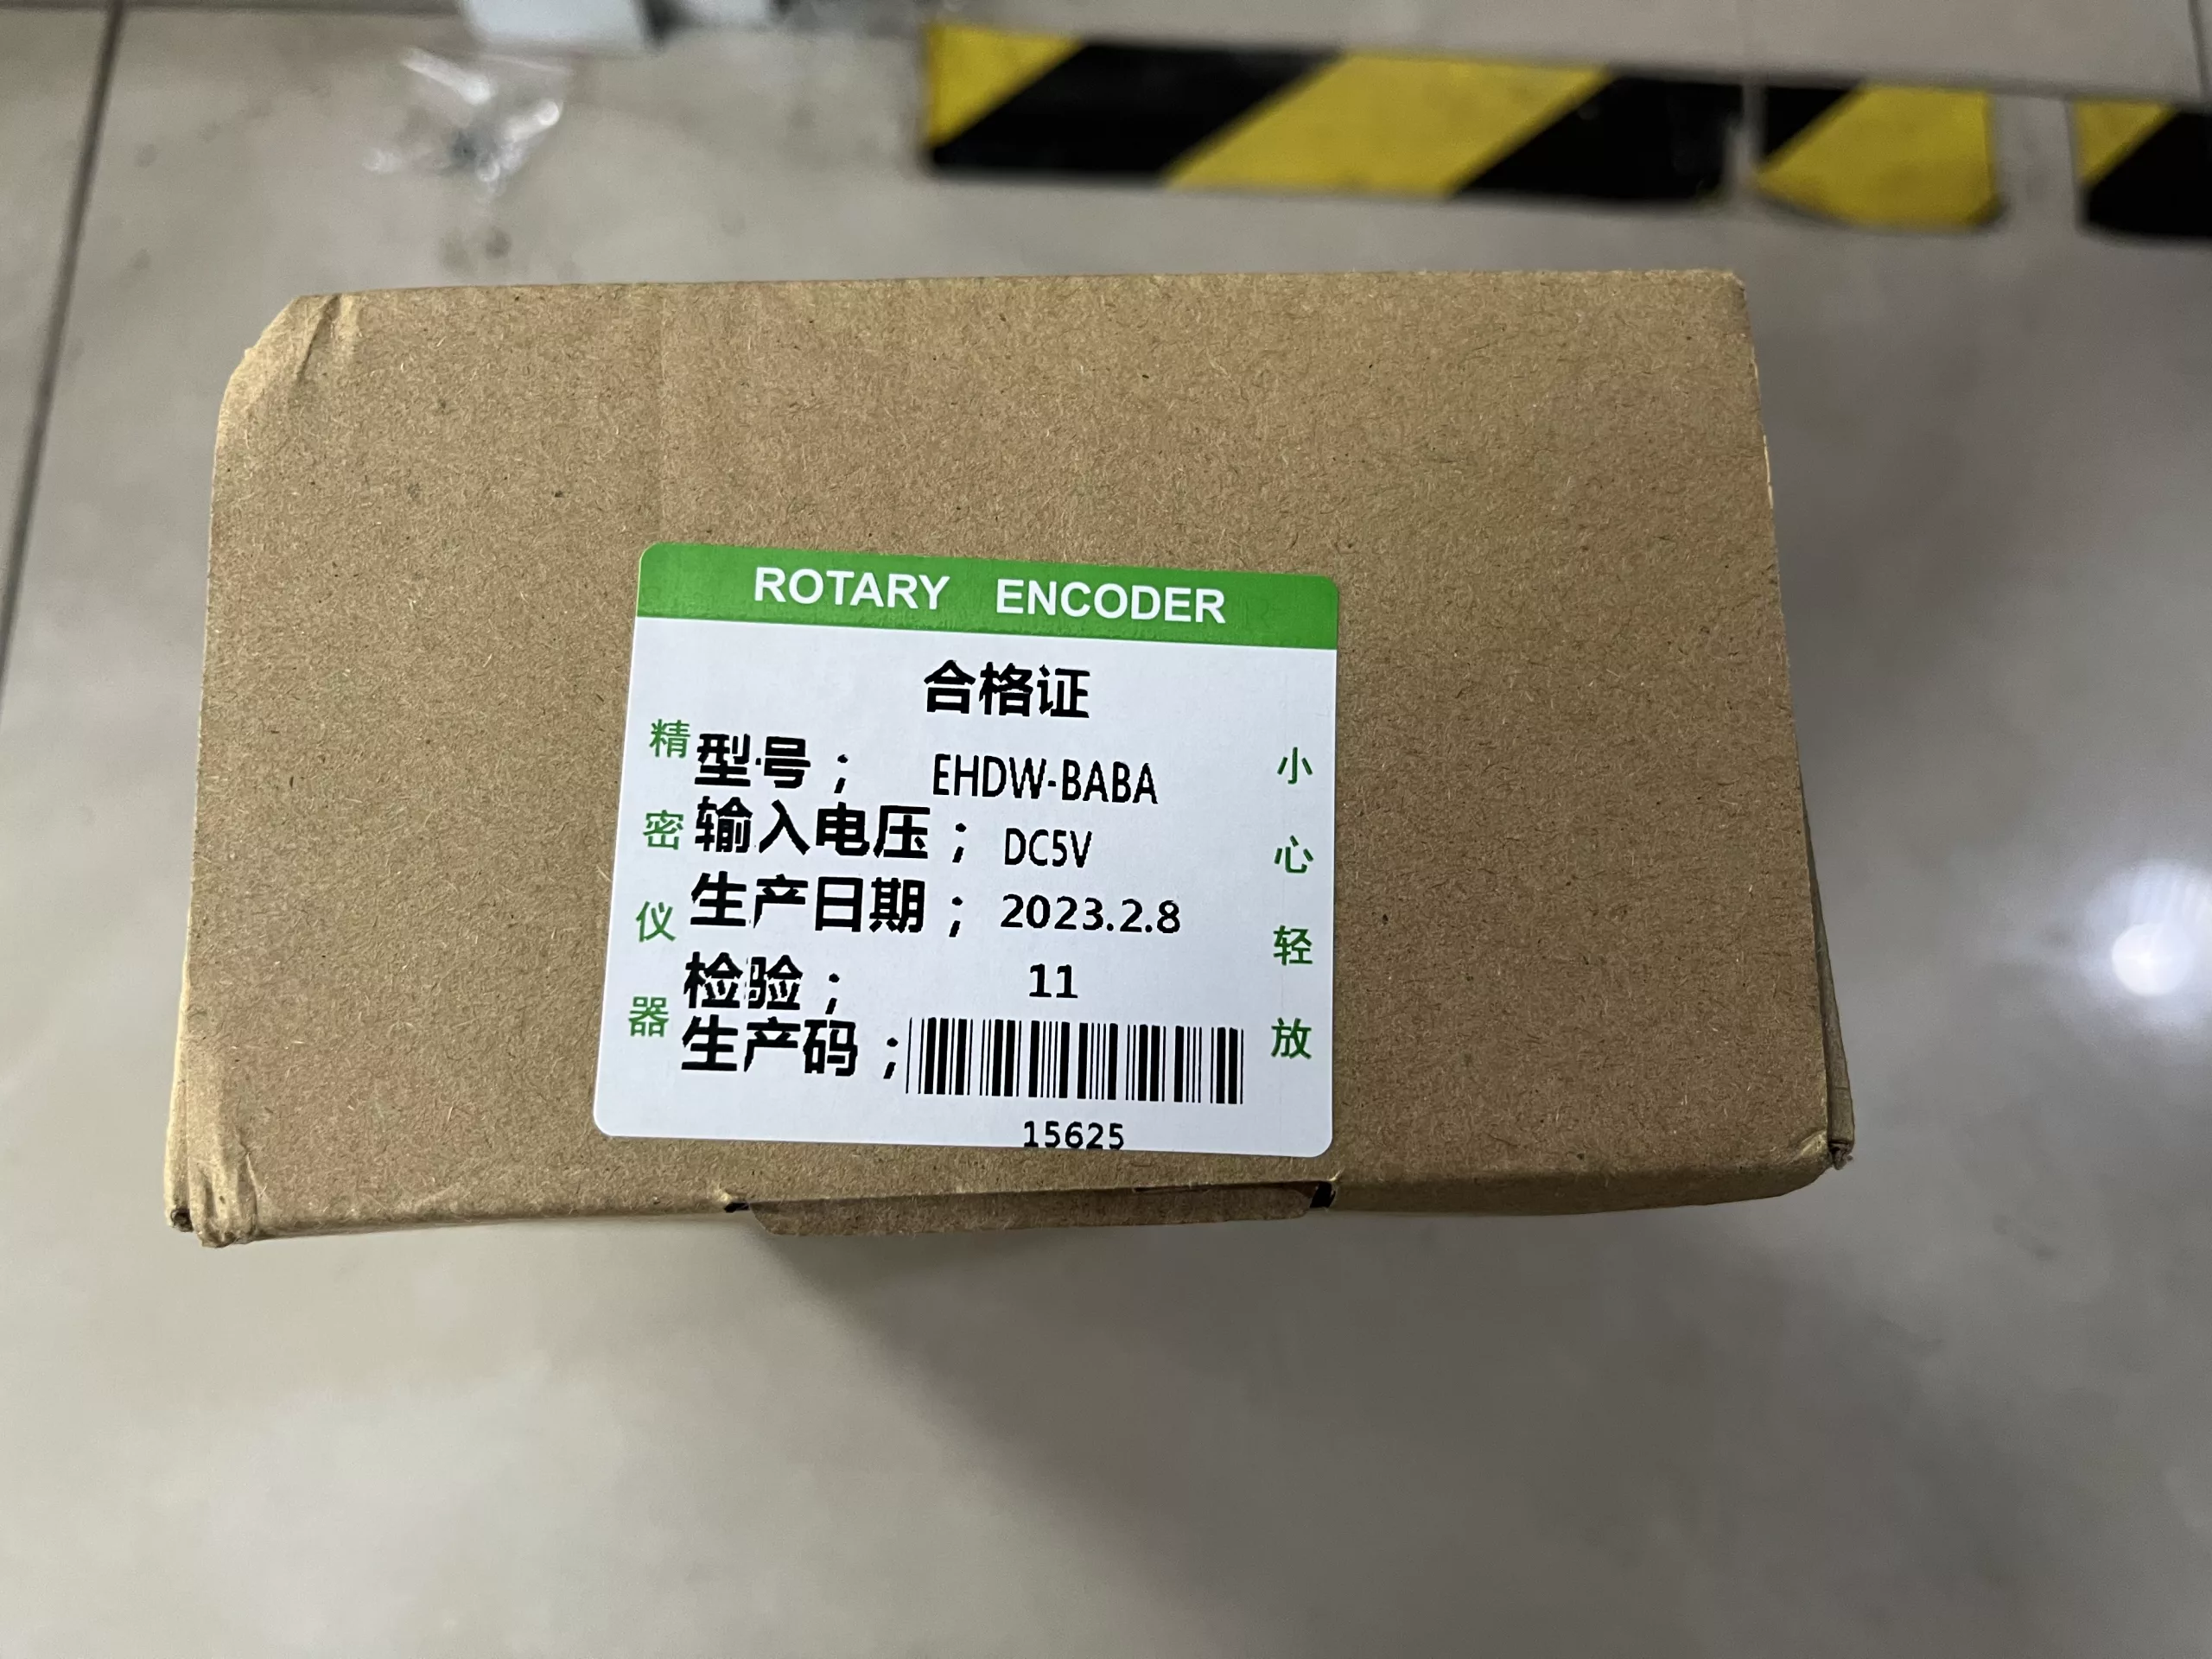 ROTARY ENCODER
合格证
型号； EHDW-BABA
输入电压； DC5V
生产日期； 2023.2.8
检验； 11
生产码；
15625
精密仪器
小心轻放